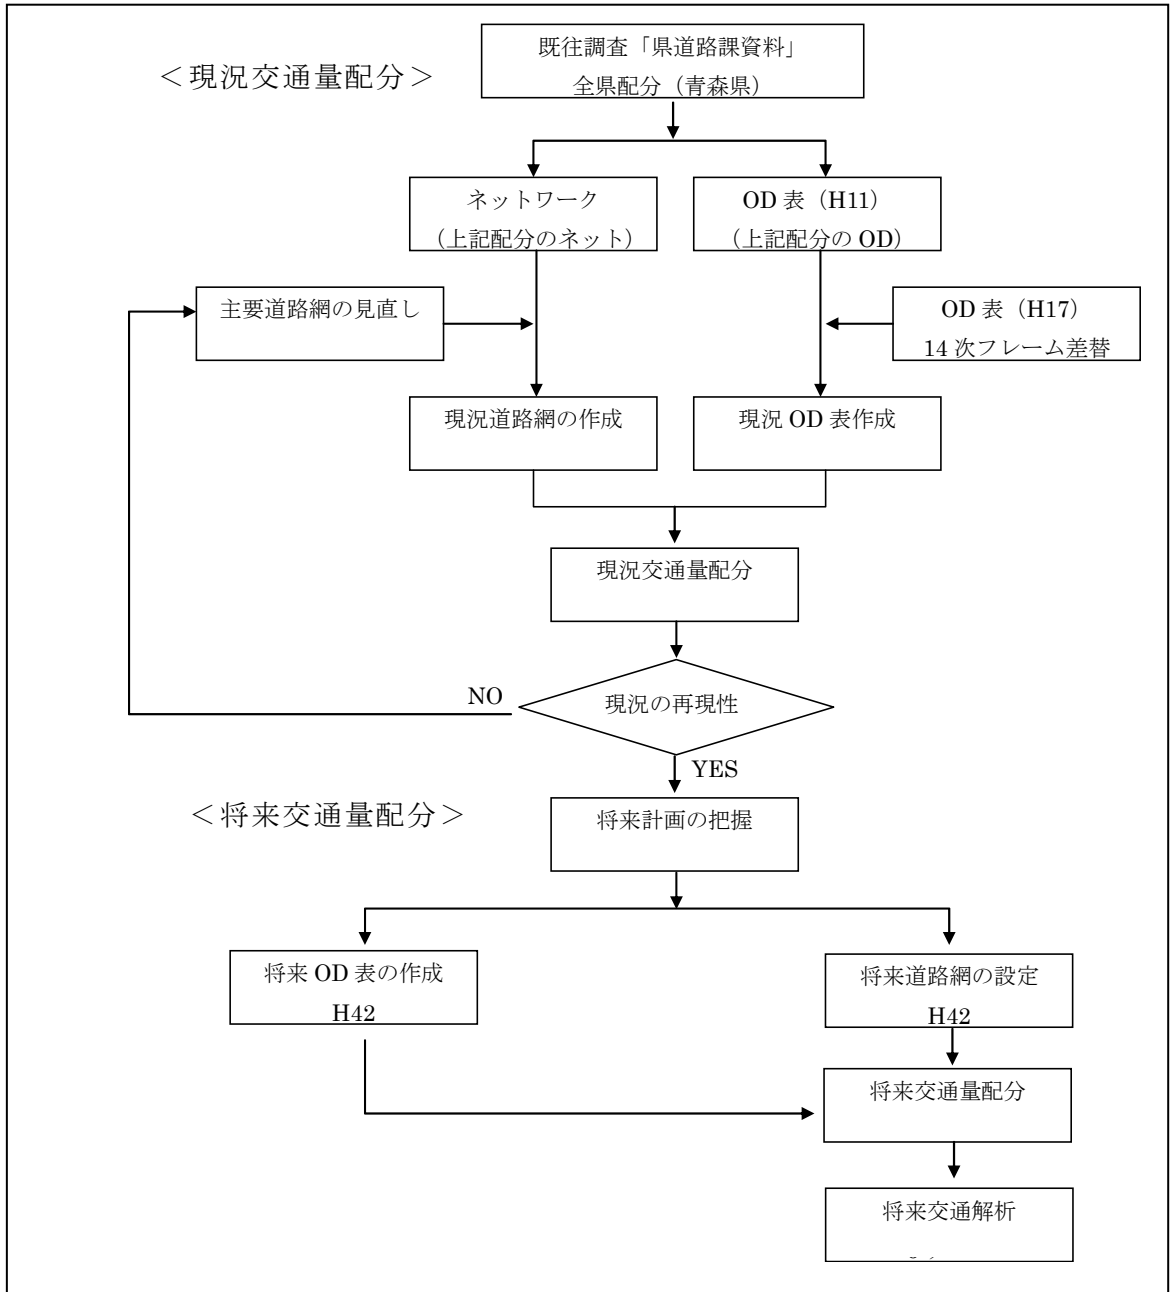 ＜現況交通量配分＞
既往調査「県道路課資料」
全県配分（青森県）
ネットワーク
（上記配分のネット）
OD 表（H11）
（上記配分の OD）
主要道路網の見直し
OD 表（H17）
14 次フレーム差替
現況道路網の作成
現況 OD 表作成
現況交通量配分
現況の再現性
NO
YES
＜将来交通量配分＞
将来計画の把握
将来 OD 表の作成
H42
将来道路網の設定
H42
将来交通量配分
将来交通解析